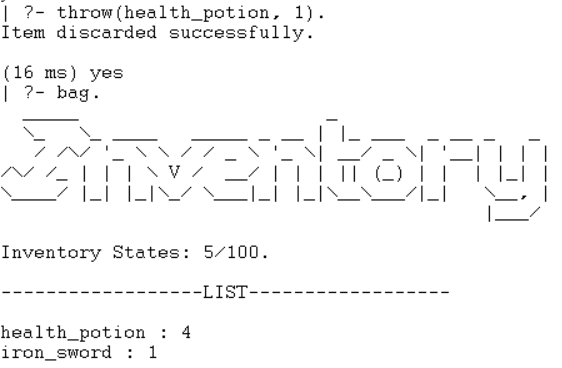 | ?- throw(health_potion, 1).
Item discarded successfully.
(16 ms) yes
| ?- bag.
Inventory
Inventory States: 5/100.
------------------LIST------------------
health_potion : 4
iron_sword : 1